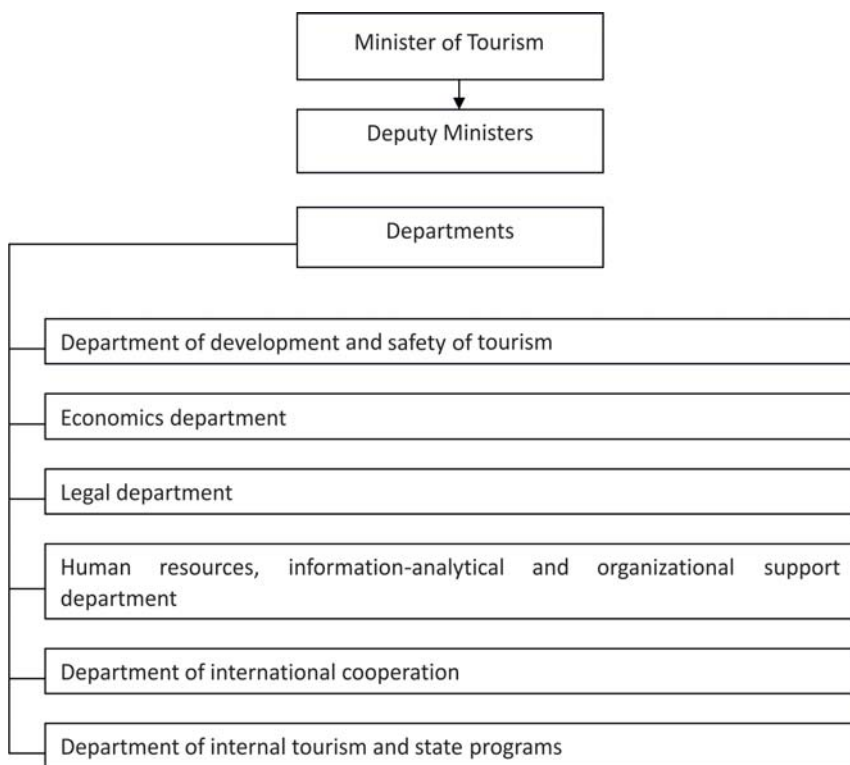 Minister of Tourism
Deputy Ministers
Departments
Department of development and safety of tourism
Economics department
Legal department
Human resources, information-analytical and organizational support
department
Department of international cooperation
Department of internal tourism and state programs